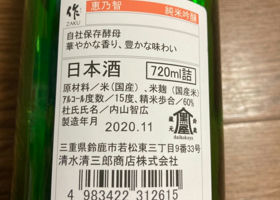 作 恵乃智 純米吟醸
ZAKU
自社保存酵母
華やかな香り、豊かな味わい
日本酒 720ml詰
原材料／米（国産）、米麹（国産米）
アルコール度数／15度、精米歩合／60%
杜氏氏名／内山智広
製造年月 2020.11
三重県鈴鹿市若松東三丁目9番33号
清水清三郎商店株式会社
4 983422 312615